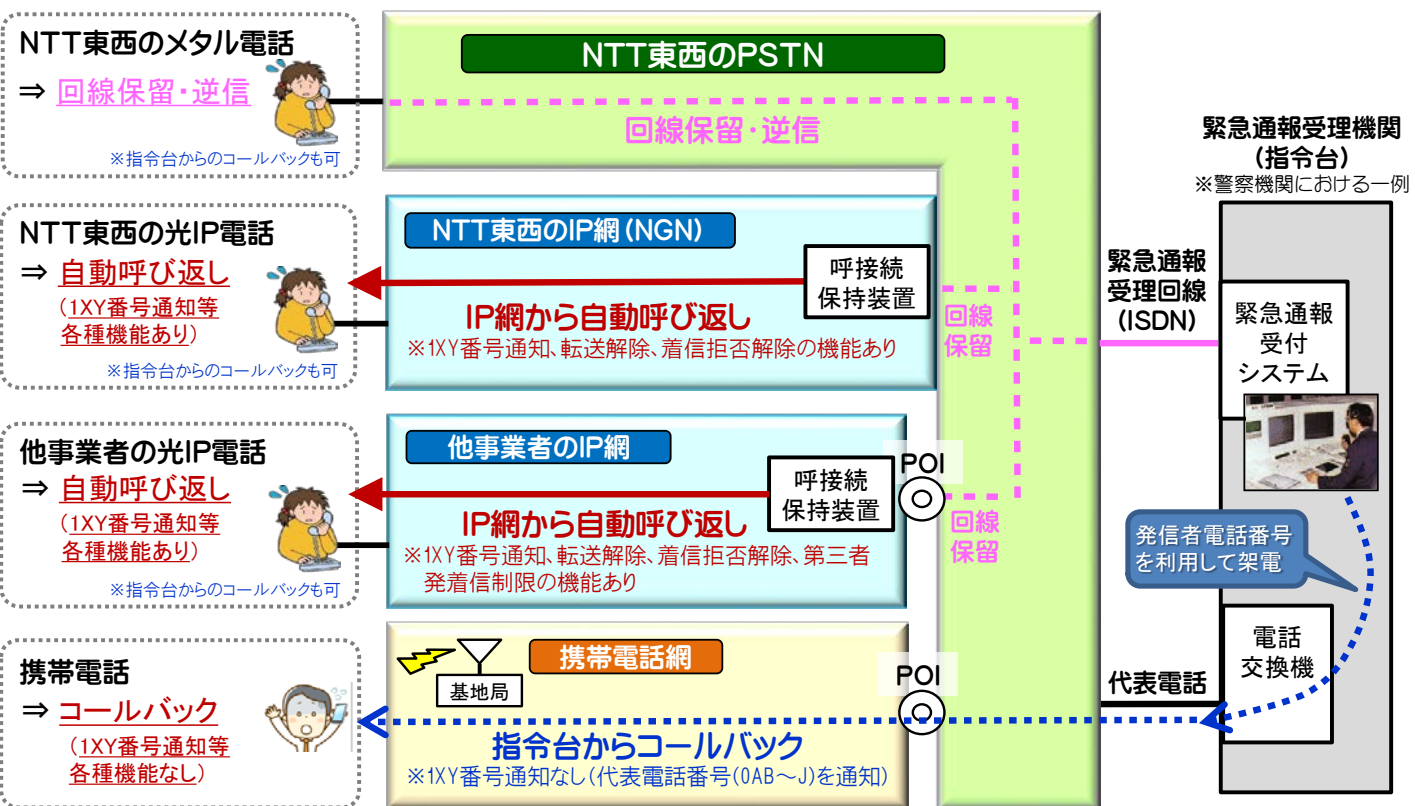 NTT東西のメタル電話
⇒ 回線保留・逆信
※指令台からのコールバックも可
NTT東西のPSTN
回線保留・逆信
NTT東西の光IP電話
⇒ 自動呼び返し
(1XY番号通知等
各種機能あり)
※指令台からのコールバックも可
NTT東西のIP網(NGN)
呼接続
保持装置
IP網から自動呼び返し
※1XY番号通知、転送解除、着信拒否解除の機能あり
回線
保留
他事業者の光IP電話
⇒ 自動呼び返し
(1XY番号通知等
各種機能あり)
※指令台からのコールバックも可
他事業者のIP網
呼接続
保持装置
POI
IP網から自動呼び返し
※1XY番号通知、転送解除、着信拒否解除、第三者
発着信制限の機能あり
回線
保留
携帯電話
⇒ コールバック
(1XY番号通知等
各種機能なし)
基地局
携帯電話網
POI
指令台からコールバック
※1XY番号通知なし(代表電話番号(0AB～J)を通知)
緊急通報受理機関
(指令台)
※警察機関における一例
緊急通報
受理回線
(ISDN)
緊急通報
受付
システム
発信者電話番号
を利用して架電
代表電話
電話
交換機